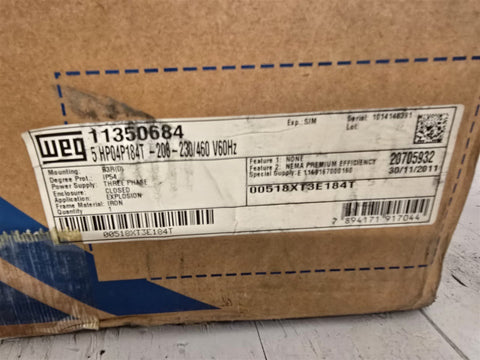 WEG
11350684
5 HP04P184T -208-230/460 V60Hz
Exp.:S/M
Serial: 1014146391
Lot:
Mounting: B3R(D)
Degree Prot.: IP54
Power Supply: THREE PHASE
Enclosure: CLOSED
Application: EXPLOSION
Frame Material: IRON
Quantity: 1
Feature 1: NONE
Feature 2: NEMA PREMIUM EFFICIENCY
Special Supply:
20705932
30/11/2011
00518XT3E184T
00518XT3E184T
7 894171 917044